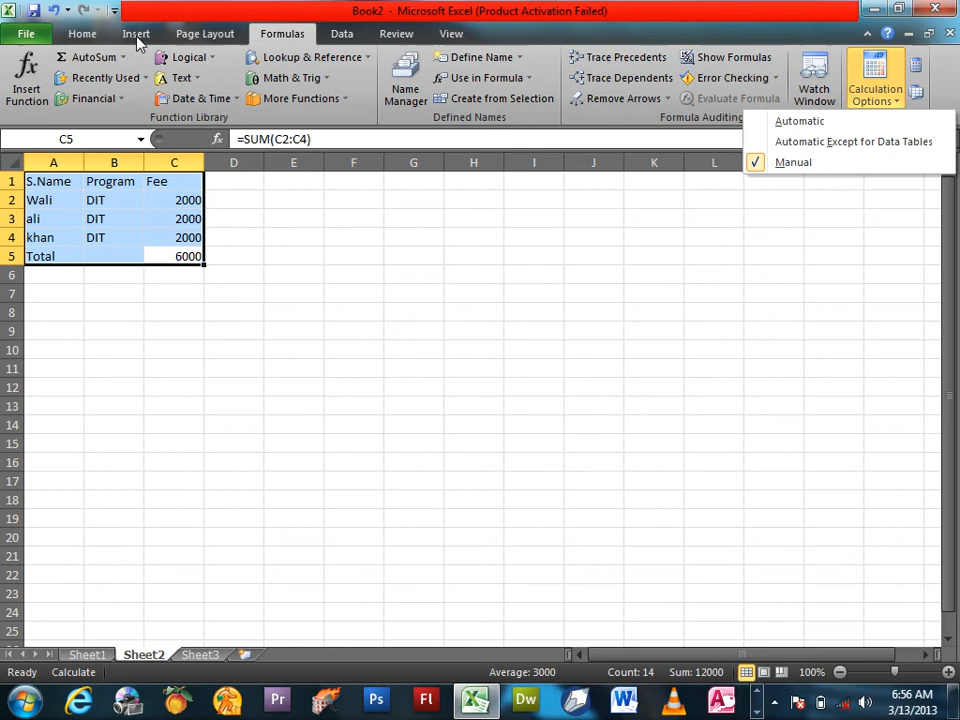 Book2 - Microsoft Excel (Product Activation Failed)
File Home Insert Page Layout Formulas Data Review View
Insert Function
AutoSum
Recently Used
Financial
Logical
Text
Date & Time
Lookup & Reference
Math & Trig
More Functions
Function Library
Name Manager
Define Name
Use in Formula
Create from Selection
Defined Names
Trace Precedents
Trace Dependents
Remove Arrows
Show Formulas
Error Checking
Evaluate Formula
Formula Auditing
Watch Window
Calculation Options
Automatic
Automatic Except for Data Tables
Manual
C5 fx =SUM(C2:C4)
A B C D E F G H I J K L
1 S.Name Program Fee
2 Wali DIT 2000
3 ali DIT 2000
4 khan DIT 2000
5 Total 6000
6
7
8
9
10
11
12
13
14
15
16
17
18
19
20
21
22
23
24
25
Sheet1 Sheet2 Sheet3
Ready Calculate Average: 3000 Count: 14 Sum: 12000 100%
Pr Ps Fl Dw
6:56 AM
3/13/2013